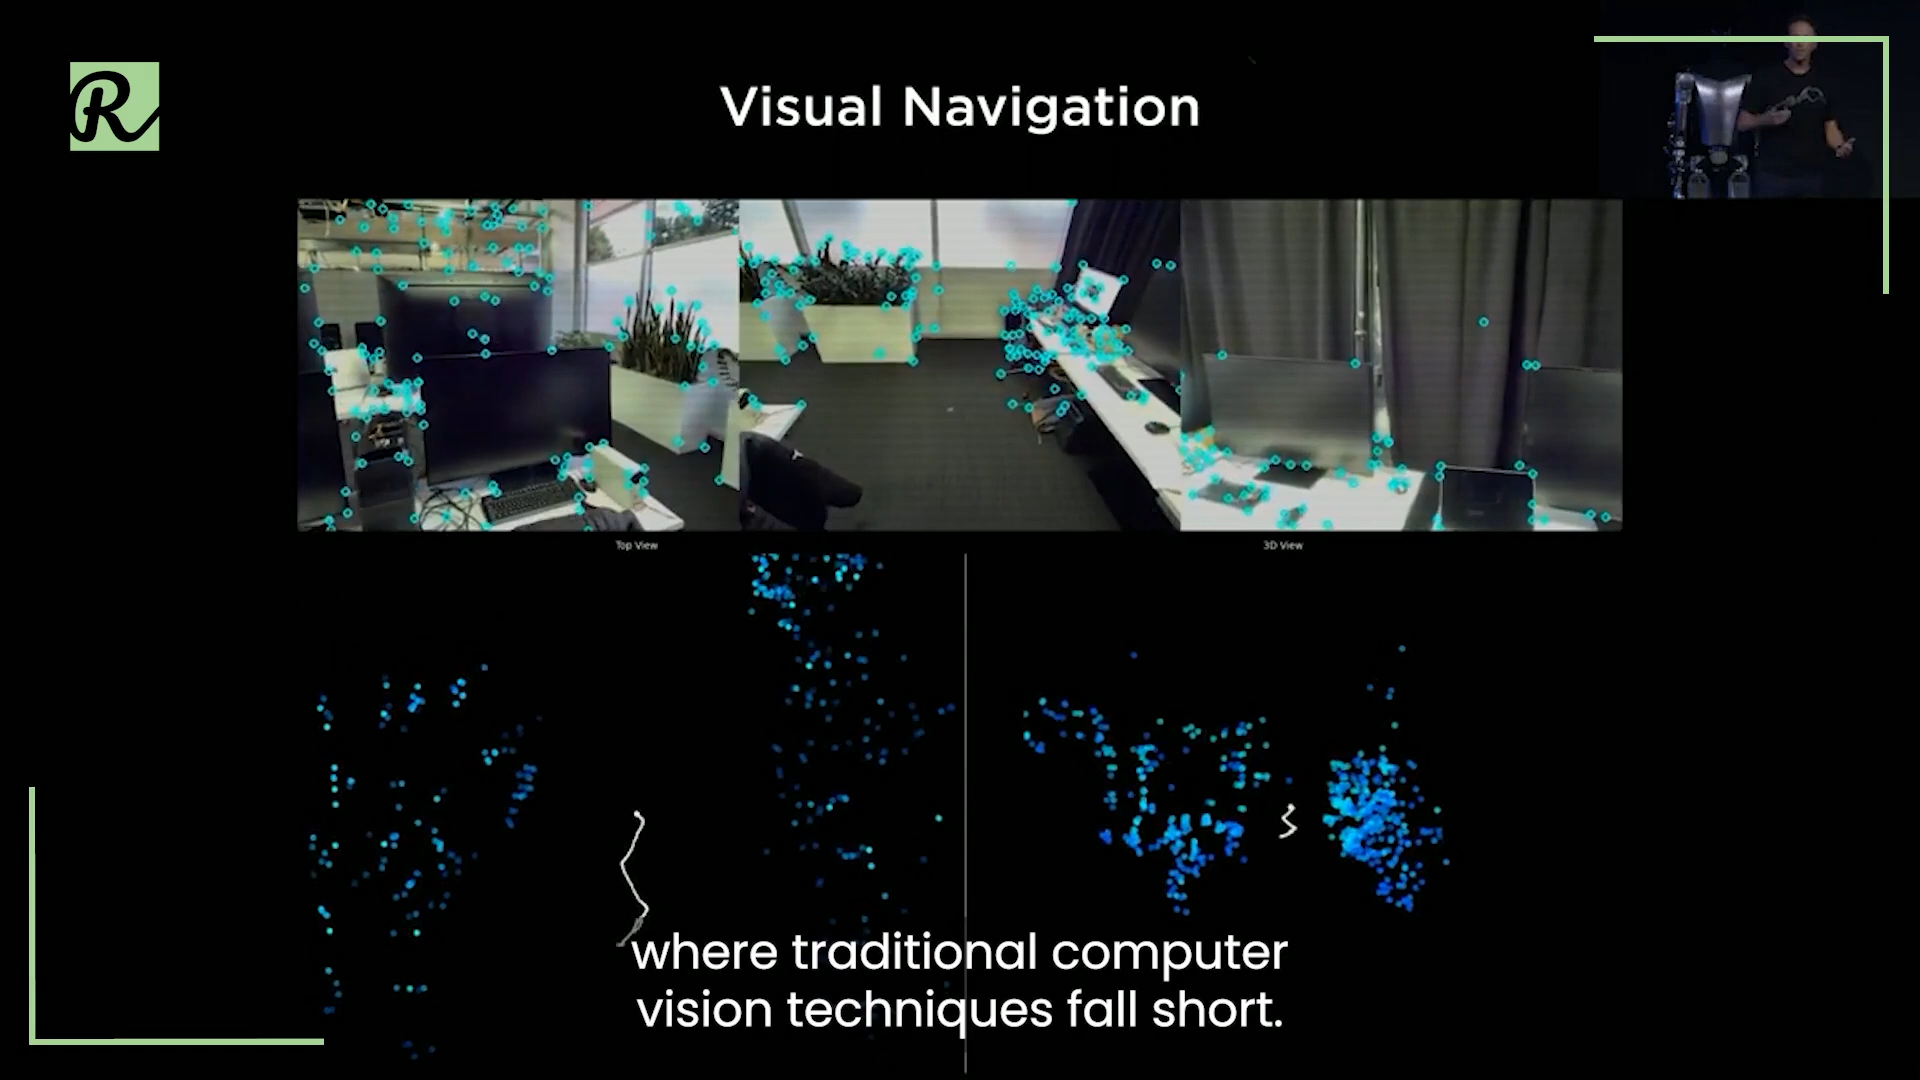 R
Visual Navigation
Top View
3D View
where traditional computer
vision techniques fall short.